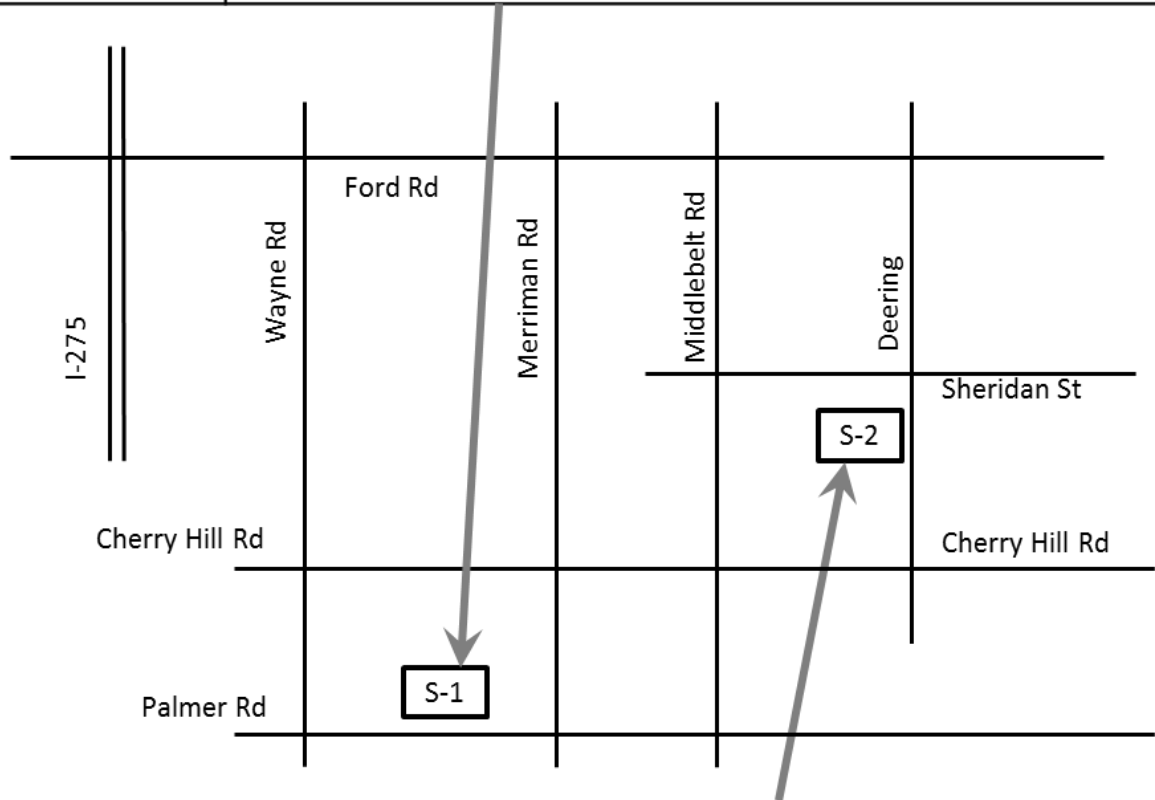 Ford Rd
Wayne Rd
Merriman Rd
Middlebelt Rd
Deering
I-275
Sheridan St
S-2
Cherry Hill Rd
Cherry Hill Rd
S-1
Palmer Rd